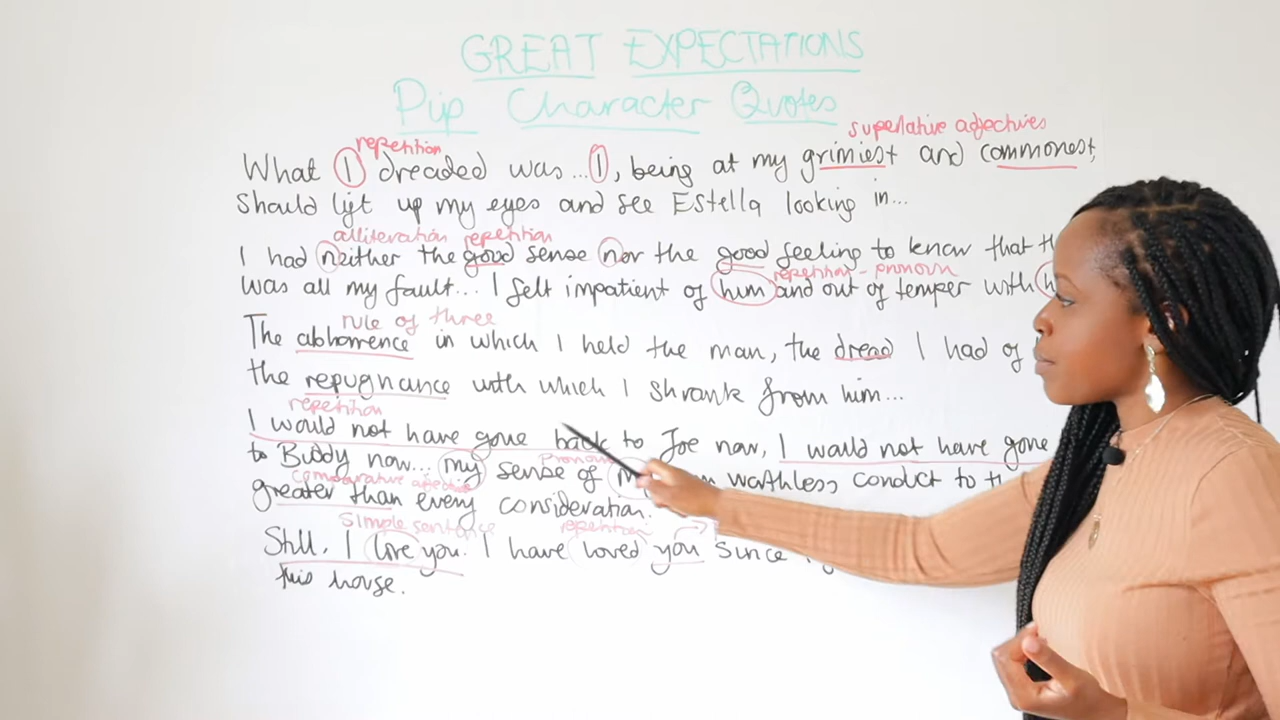 GREAT EXPECTATIONS
Pip Character Quotes
superlative adjectives
repetition
What I dreaded was... I, being at my grimiest and commonest,
should lift up my eyes and see Estella looking in...
alliteration repetition
I had neither the good sense nor the good feeling to know that
repetition - pronoun
was all my fault... I felt impatient of him and out of temper with
rule of three
The abhorrence in which I held the man, the dread I had of
the repugnance with which I shrank from him...
repetition
I would not have gone back to Joe now, I would not have gone
to Biddy now... my sense of worthless conduct to
pronoun
comparative adjective
greater than every consideration.
simple sentence repetition
Still, I love you. I have loved you since
this house.